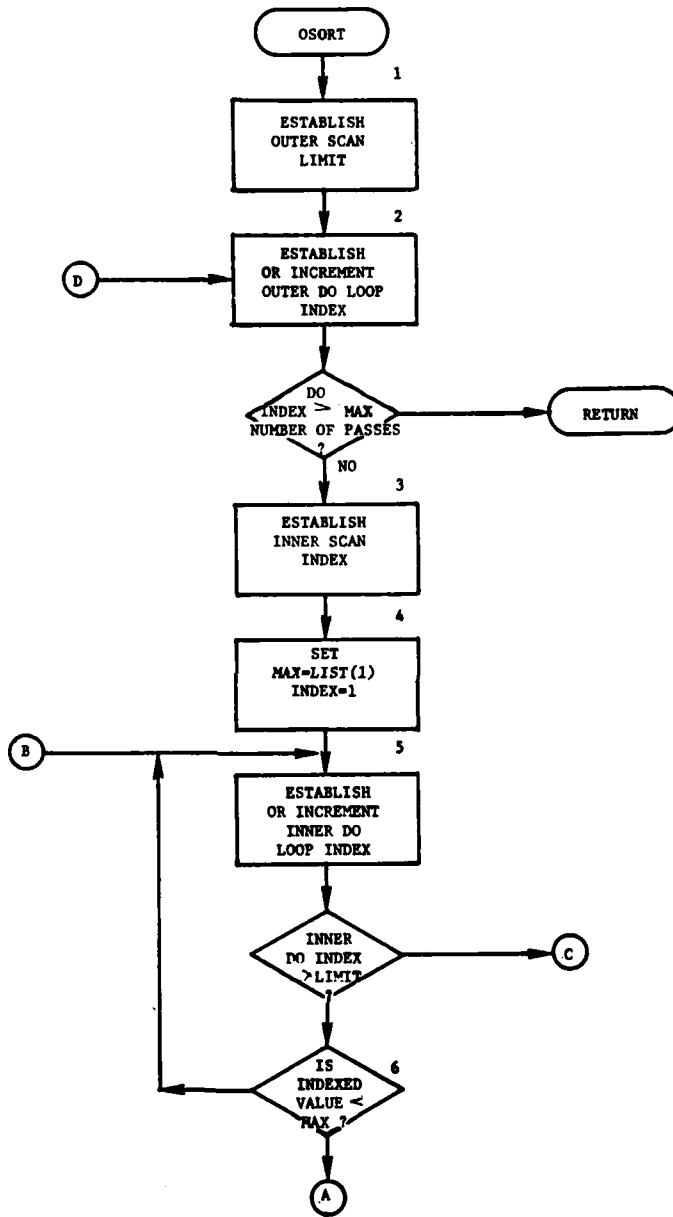 OSORT
1
ESTABLISH
OUTER SCAN
LIMIT
2
ESTABLISH
OR INCREMENT
OUTER DO LOOP
INDEX
D
DO
INDEX > MAX
NUMBER OF PASSES
?
RETURN
NO
3
ESTABLISH
INNER SCAN
INDEX
4
SET
MAX=LIST(1)
INDEX=1
B
5
ESTABLISH
OR INCREMENT
INNER DO
LOOP INDEX
INNER
DO INDEX
>LIMIT
?
C
6
IS
INDEXED
VALUE <
MAX ?
A